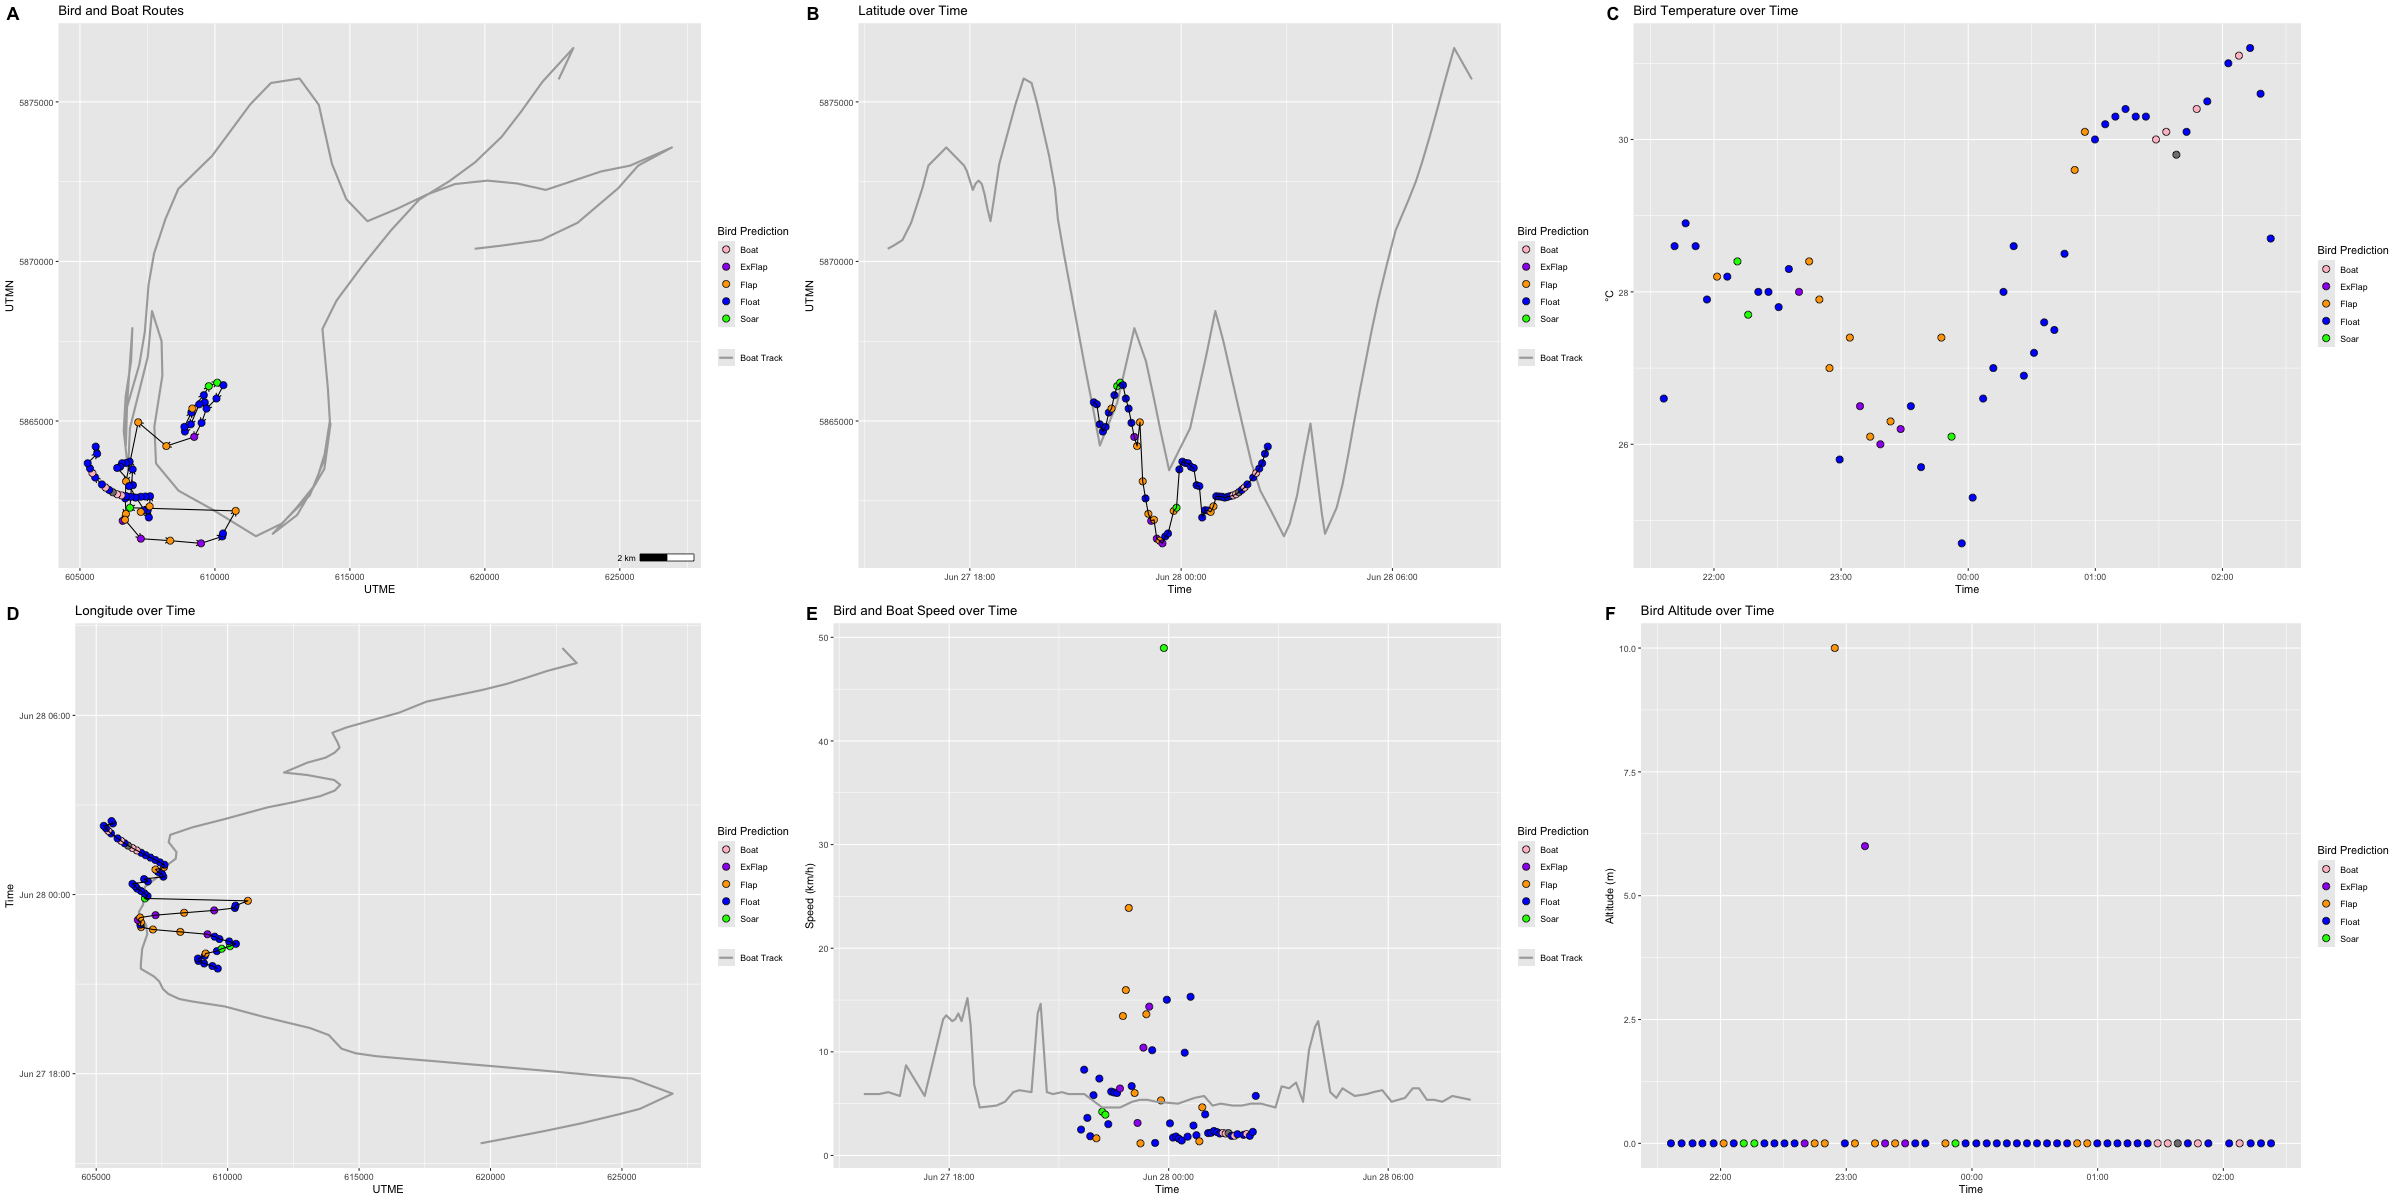 A Bird and Boat Routes
5875000
5870000
5865000
UTMN
605000 610000 615000 620000 625000
UTME
2 km
Bird Prediction
Boat
ExFlap
Flap
Float
Soar
Boat Track
B Latitude over Time
5875000
5870000
5865000
UTMN
Jun 27 18:00 Jun 28 00:00 Jun 28 06:00
Time
Bird Prediction
Boat
ExFlap
Flap
Float
Soar
Boat Track
C Bird Temperature over Time
30
28
26
°C
22:00 23:00 00:00 01:00 02:00
Time
Bird Prediction
Boat
ExFlap
Flap
Float
Soar
D Longitude over Time
Jun 28 06:00
Jun 28 00:00
Jun 27 18:00
Time
605000 610000 615000 620000 625000
UTME
Bird Prediction
Boat
ExFlap
Flap
Float
Soar
Boat Track
E Bird and Boat Speed over Time
50
40
30
20
10
0
Speed (km/h)
Jun 27 18:00 Jun 28 00:00 Jun 28 06:00
Time
Bird Prediction
Boat
ExFlap
Flap
Float
Soar
Boat Track
F Bird Altitude over Time
10.0
7.5
5.0
2.5
0.0
Altitude (m)
22:00 23:00 00:00 01:00 02:00
Time
Bird Prediction
Boat
ExFlap
Flap
Float
Soar